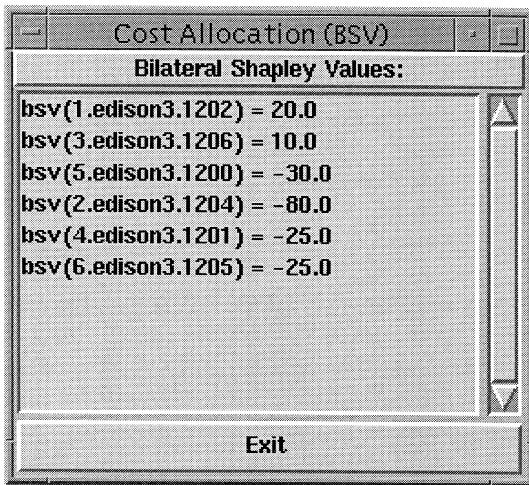 Cost Allocation (BSV)
Bilateral Shapley Values:
bsv(1.edison3.1202) = 20.0
bsv(3.edison3.1206) = 10.0
bsv(5.edison3.1200) = -30.0
bsv(2.edison3.1204) = -80.0
bsv(4.edison3.1201) = -25.0
bsv(6.edison3.1205) = -25.0
Exit